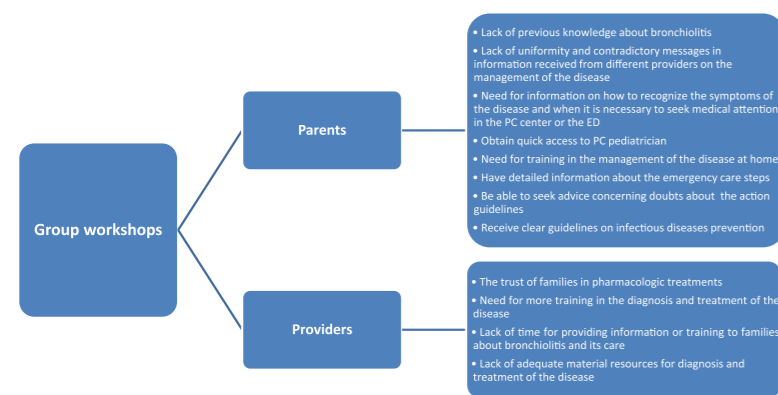 Group workshops
Parents
• Lack of previous knowledge about bronchiolitis
• Lack of uniformity and contradictory messages in
information received from different providers on the
management of the disease
• Need for information on how to recognize the symptoms of
the disease and when it is necessary to seek medical attention
in the PC center or the ED
• Obtain quick access to PC pediatrician
• Need for training in the management of the disease at home
• Have detailed information about the emergency care steps
• Be able to seek advice concerning doubts about the action
guidelines
• Receive clear guidelines on infectious diseases prevention
Providers
• The trust of families in pharmacologic treatments
• Need for more training in the diagnosis and treatment of the
disease
• Lack of time for providing information or training to families
about bronchiolitis and its care
• Lack of adequate material resources for diagnosis and
treatment of the disease